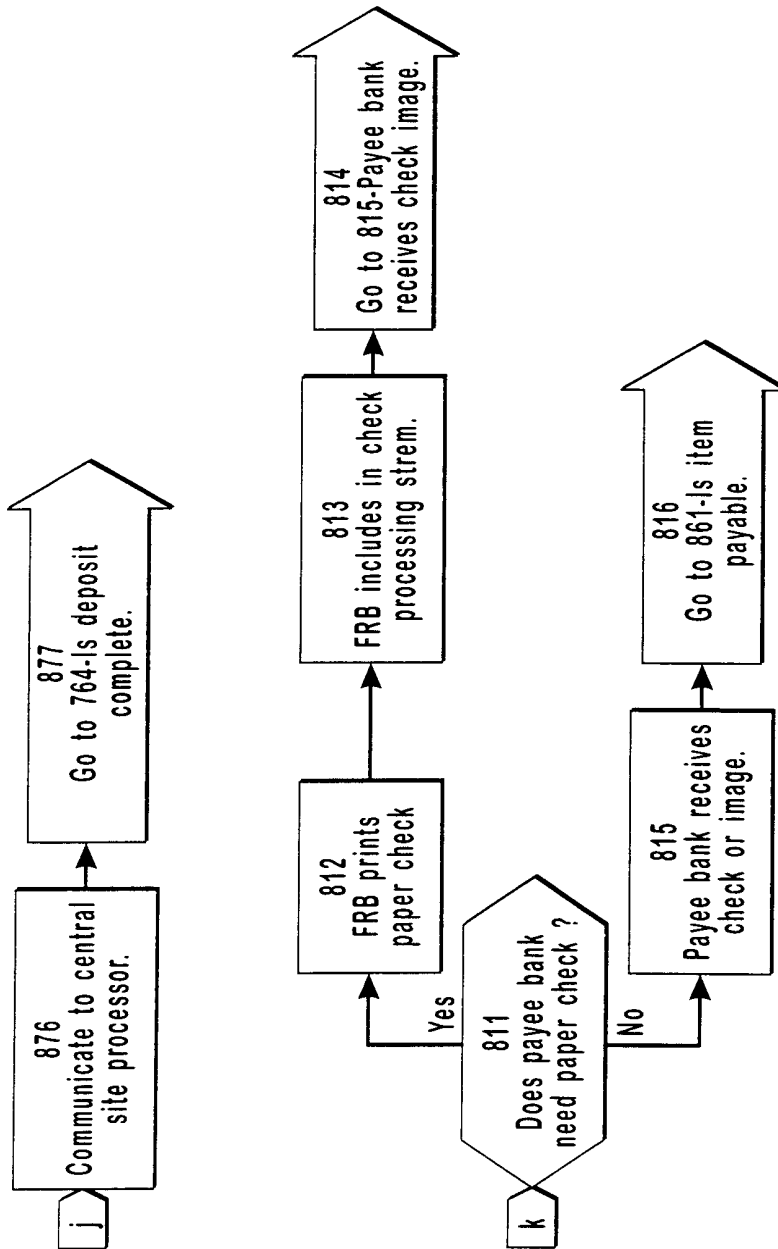 j
876
Communicate to central
site processor.
877
Go to 764-Is deposit
complete.
k
811
Does payee bank
need paper check ?
Yes
812
FRB prints
paper check
813
FRB includes in check
processing strem.
814
Go to 815-Payee bank
receives check image.
No
815
Payee bank receives
check or image.
816
Go to 861-Is item
payable.